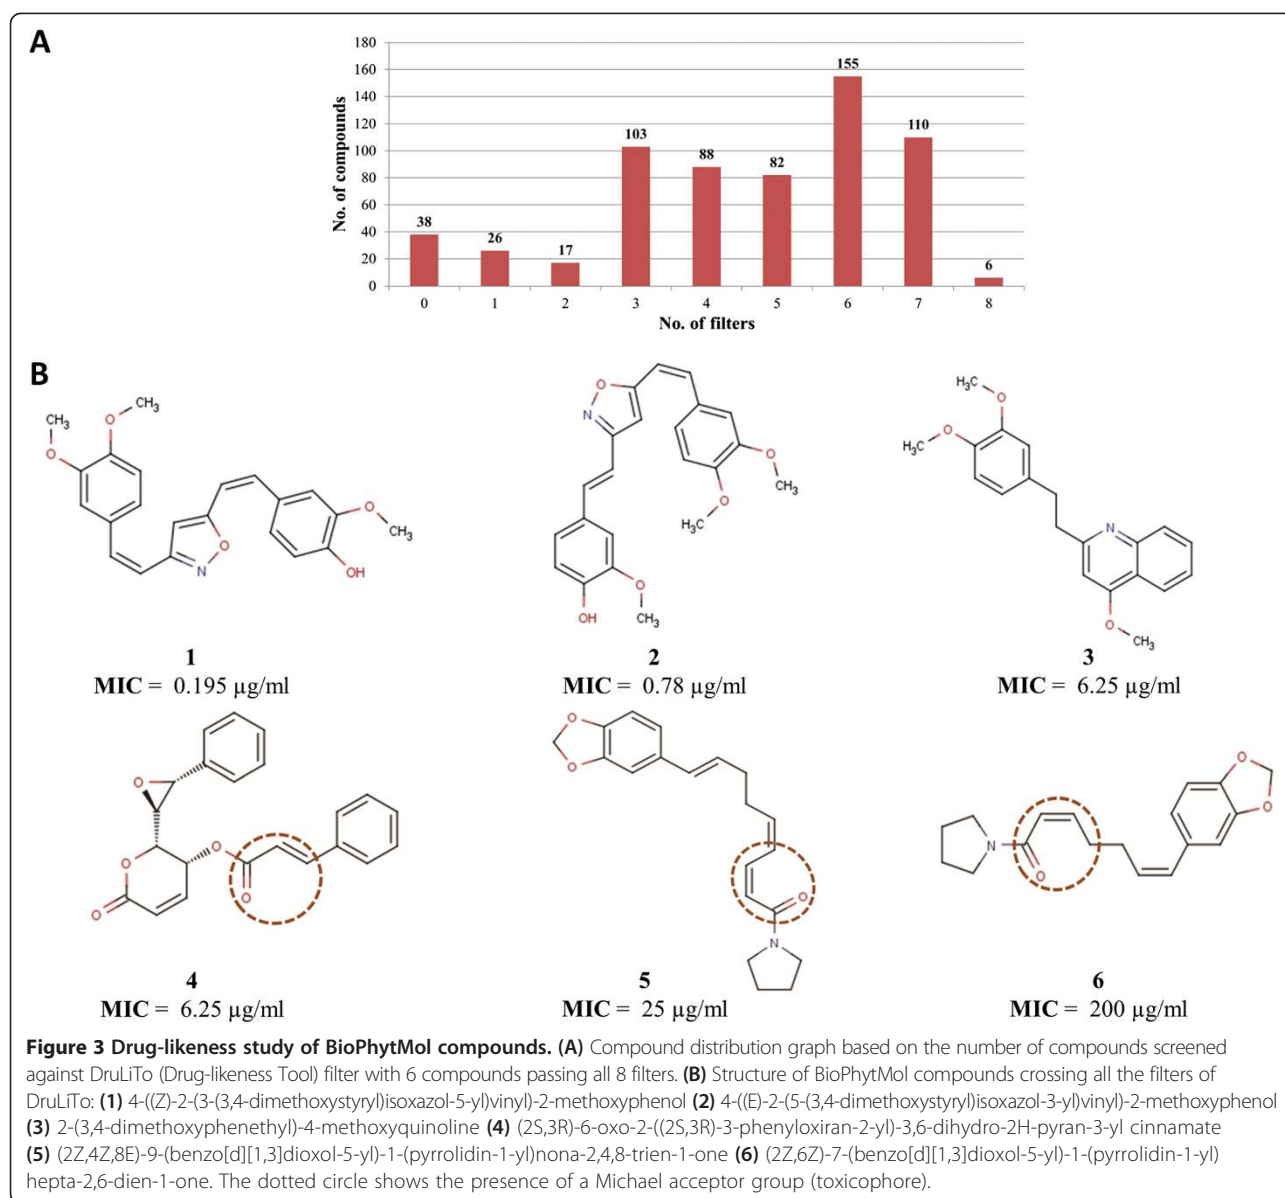 A
180
160
140
120
100
80
60
40
20
0
No. of compounds
38
26
17
103
88
82
155
110
6
0 1 2 3 4 5 6 7 8
No. of filters
B
CH₃
CH₃
O
O
O
N
O
CH₃
OH
1
MIC = 0.195 µg/ml
O
N
O
CH₃
O
H₃C
O
OH
CH₃
2
MIC = 0.78 µg/ml
H₃C
O
H₃C
O
N
O
CH₃
3
MIC = 6.25 µg/ml
O
O
O
O
O
4
MIC = 6.25 µg/ml
O
O
O
N
5
MIC = 25 µg/ml
O
O
N
O
6
MIC = 200 µg/ml
Figure 3 Drug-likeness study of BioPhytMol compounds. (A) Compound distribution graph based on the number of compounds screened
against DruLiTo (Drug-likeness Tool) filter with 6 compounds passing all 8 filters. (B) Structure of BioPhytMol compounds crossing all the filters of
DruLiTo: (1) 4-((Z)-2-(3-(3,4-dimethoxystyryl)isoxazol-5-yl)vinyl)-2-methoxyphenol (2) 4-((E)-2-(5-(3,4-dimethoxystyryl)isoxazol-3-yl)vinyl)-2-methoxyphenol
(3) 2-(3,4-dimethoxyphenethyl)-4-methoxyquinoline (4) (2S,3R)-6-oxo-2-((2S,3R)-3-phenyloxiran-2-yl)-3,6-dihydro-2H-pyran-3-yl cinnamate
(5) (2Z,4Z,8E)-9-(benzo[d][1,3]dioxol-5-yl)-1-(pyrrolidin-1-yl)nona-2,4,8-trien-1-one (6) (2Z,6Z)-7-(benzo[d][1,3]dioxol-5-yl)-1-(pyrrolidin-1-yl)
hepta-2,6-dien-1-one. The dotted circle shows the presence of a Michael acceptor group (toxicophore).